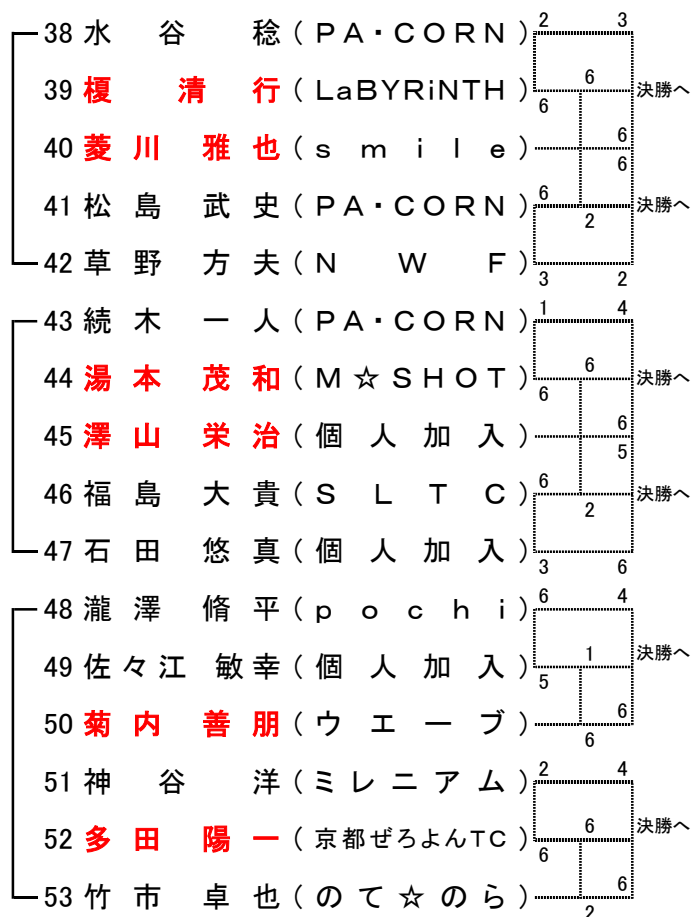 2 3
38 水谷 稔 (PA・CORN)
6
39 榎 清行 (LaBYRiNTH) 決勝へ
6
6
40 菱川 雅也 (smile)
6
6
41 松島 武史 (PA・CORN) 決勝へ
2
42 草野 方夫 (NWF)
3 2
1 4
43 続木 一人 (PA・CORN)
6
44 湯本 茂和 (M☆SHOT) 決勝へ
6
6
45 澤山 栄治 (個人加入)
5
6
46 福島 大貴 (SLTC) 決勝へ
2
47 石田 悠真 (個人加入)
3 6
6 4
48 瀧澤 脩平 (pochi)
1
49 佐々江 敏幸 (個人加入) 決勝へ
5
6
50 菊内 善朋 (ウエーブ)
6
2 4
51 神谷 洋 (ミレニアム)
6
52 多田 陽一 (京都ぜろよんTC) 決勝へ
6
6
53 竹市 卓也 (のて☆のら)
2